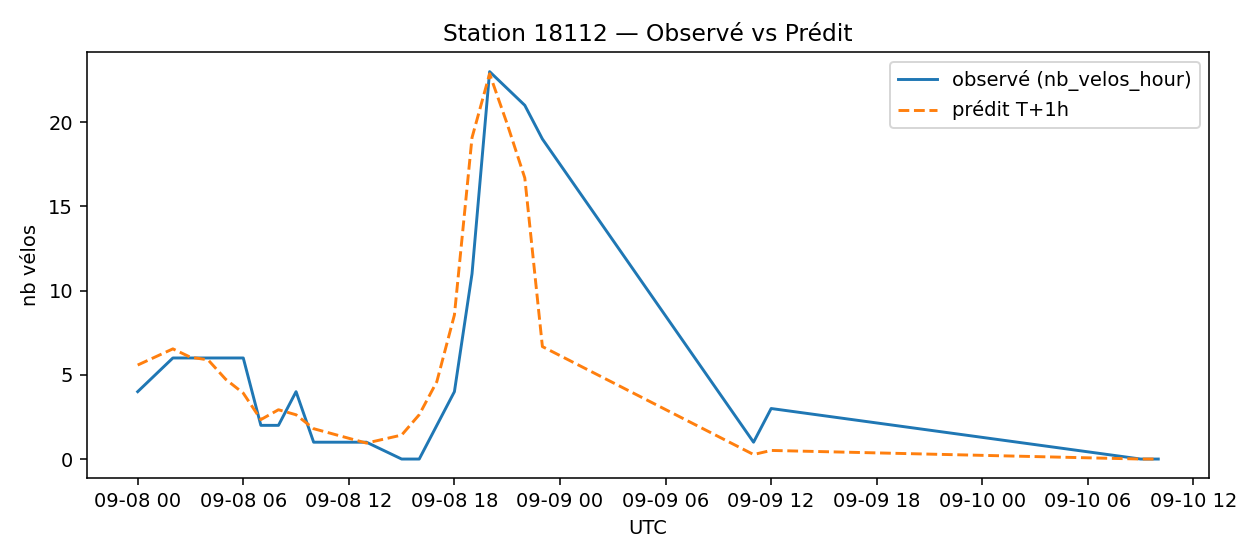 Station 18112 — Observé vs Prédit
observé (nb_velos_hour)
prédit T+1h
nb vélos
20
15
10
5
0
09-08 00 09-08 06 09-08 12 09-08 18 09-09 00 09-09 06 09-09 12 09-09 18 09-10 00 09-10 06 09-10 12
UTC